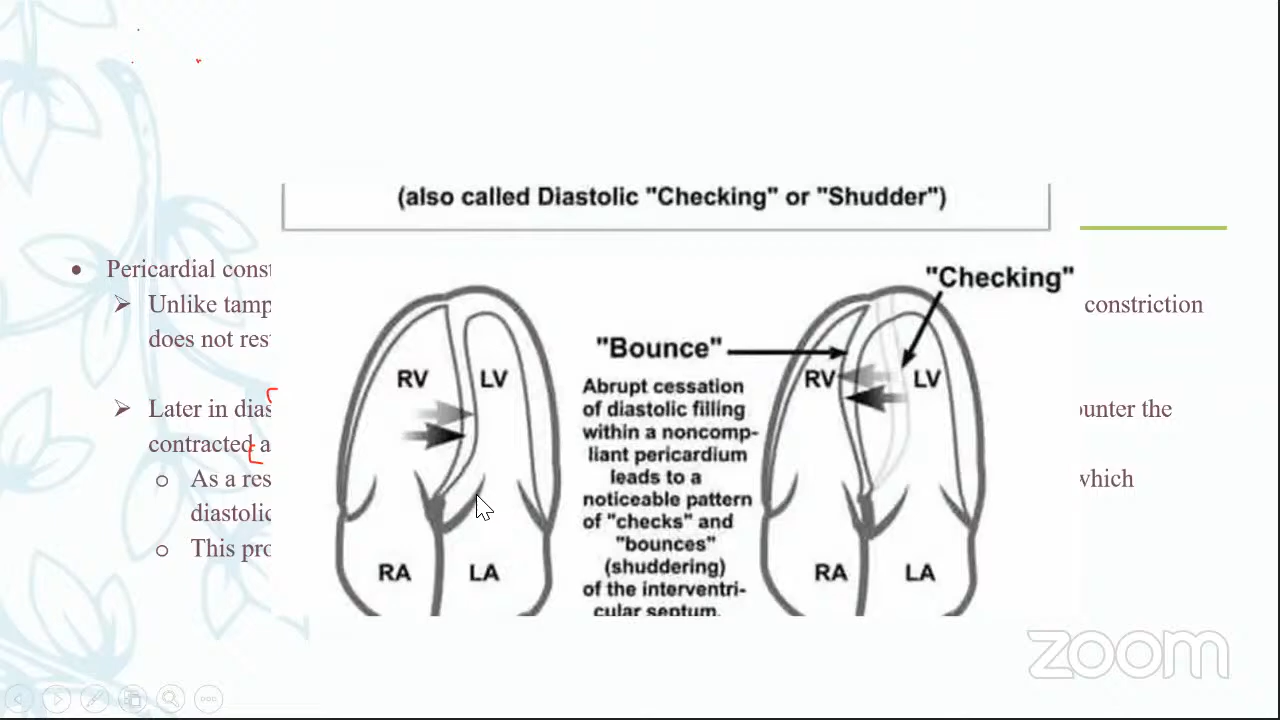 (also called Diastolic "Checking" or "Shudder")
"Checking"
Pericardial const
Unlike tamp constriction
does not res
"Bounce"
RV LV RV LV
Abrupt cessation
of diastolic filling
within a noncomp-
liant pericardium
leads to a
noticeable pattern
of "checks" and
"bounces"
(shuddering)
of the interventri-
cular septum.
Later in dias ounter the
contracted a
As a res which
diastolic
This pro
RA LA RA LA
zoom